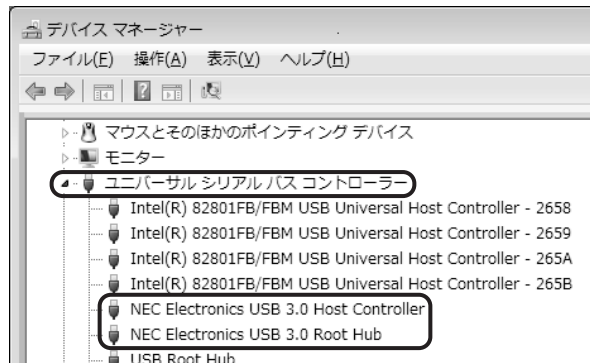 デバイス マネージャー
ファイル(F) 操作(A) 表示(V) ヘルプ(H)
マウスとそのほかのポインティング デバイス
モニター
ユニバーサル シリアル バス コントローラー
Intel(R) 82801FB/FBM USB Universal Host Controller - 2658
Intel(R) 82801FB/FBM USB Universal Host Controller - 2659
Intel(R) 82801FB/FBM USB Universal Host Controller - 265A
Intel(R) 82801FB/FBM USB Universal Host Controller - 265B
NEC Electronics USB 3.0 Host Controller
NEC Electronics USB 3.0 Root Hub
USB Root Hub